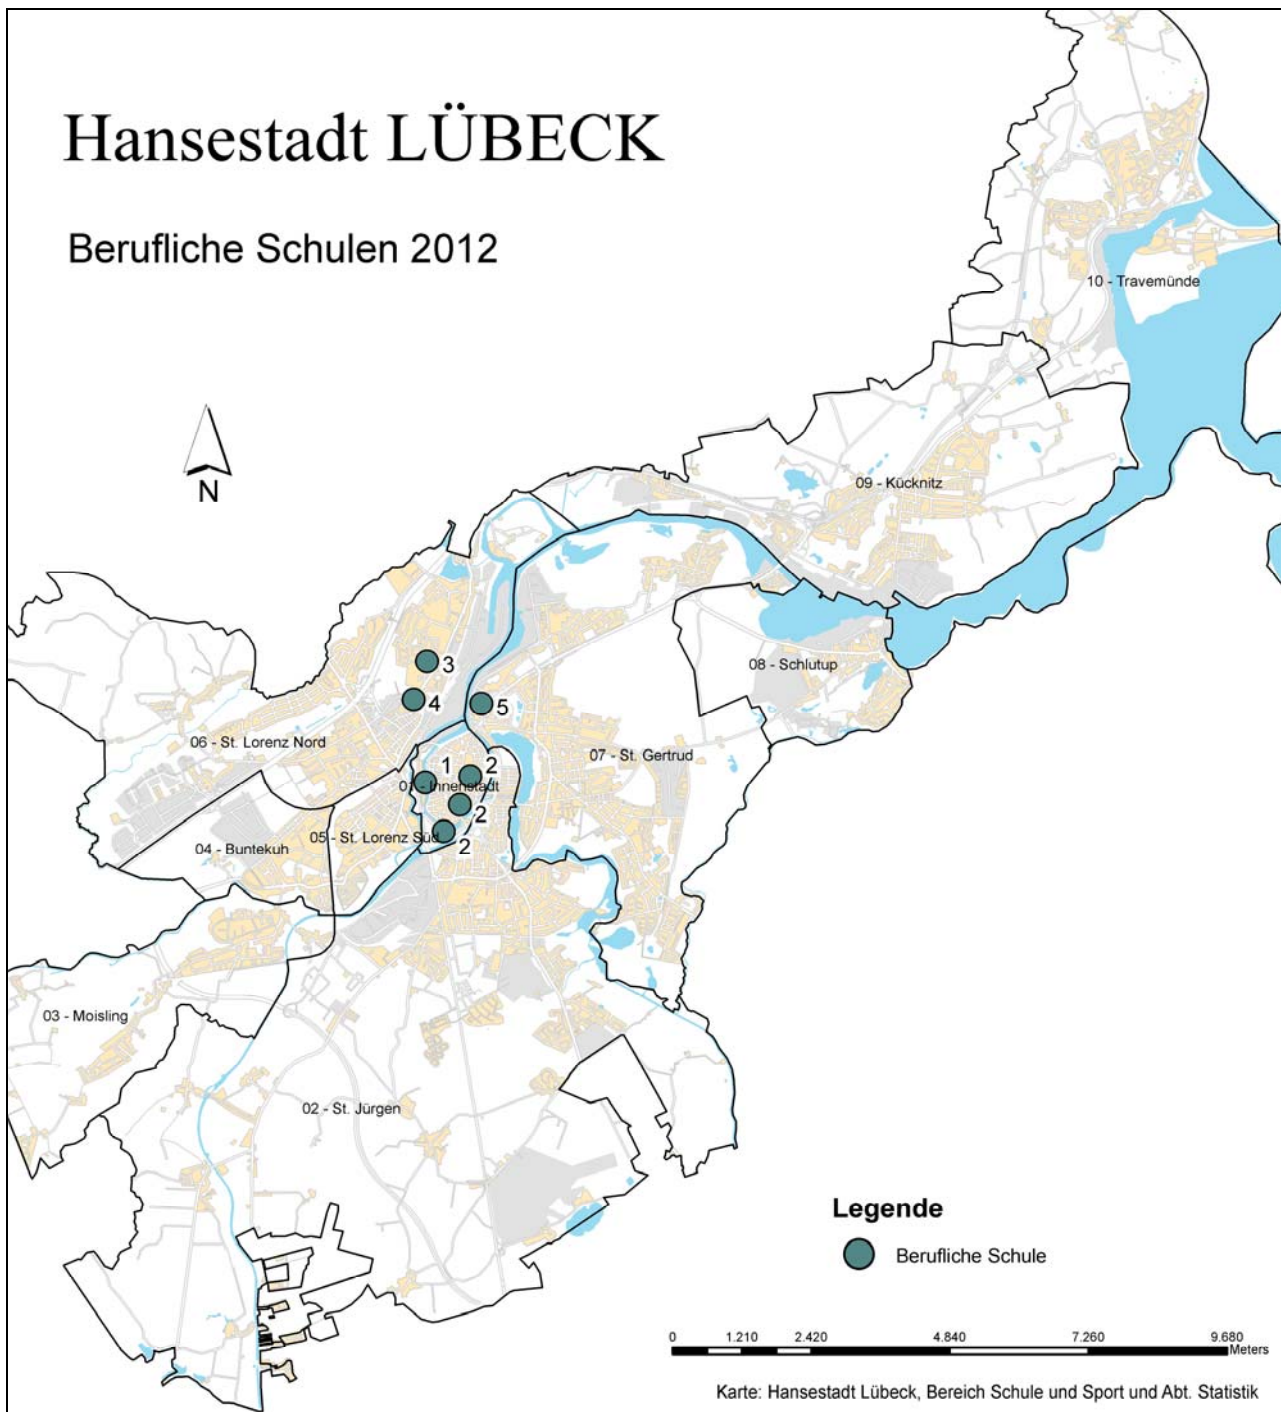 Hansestadt LÜBECK
Berufliche Schulen 2012
10 - Travemünde
N
09 - Kücknitz
3
08 - Schlutup
4
5
06 - St. Lorenz Nord
07 - St. Gertrud
1
2
01 - Innenstadt
2
05 - St. Lorenz Süd
2
04 - Buntekuh
03 - Moisling
02 - St. Jürgen
Legende
Berufliche Schule
0 1.210 2.420 4.840 7.260 9.680
Meters
Karte: Hansestadt Lübeck, Bereich Schule und Sport und Abt. Statistik